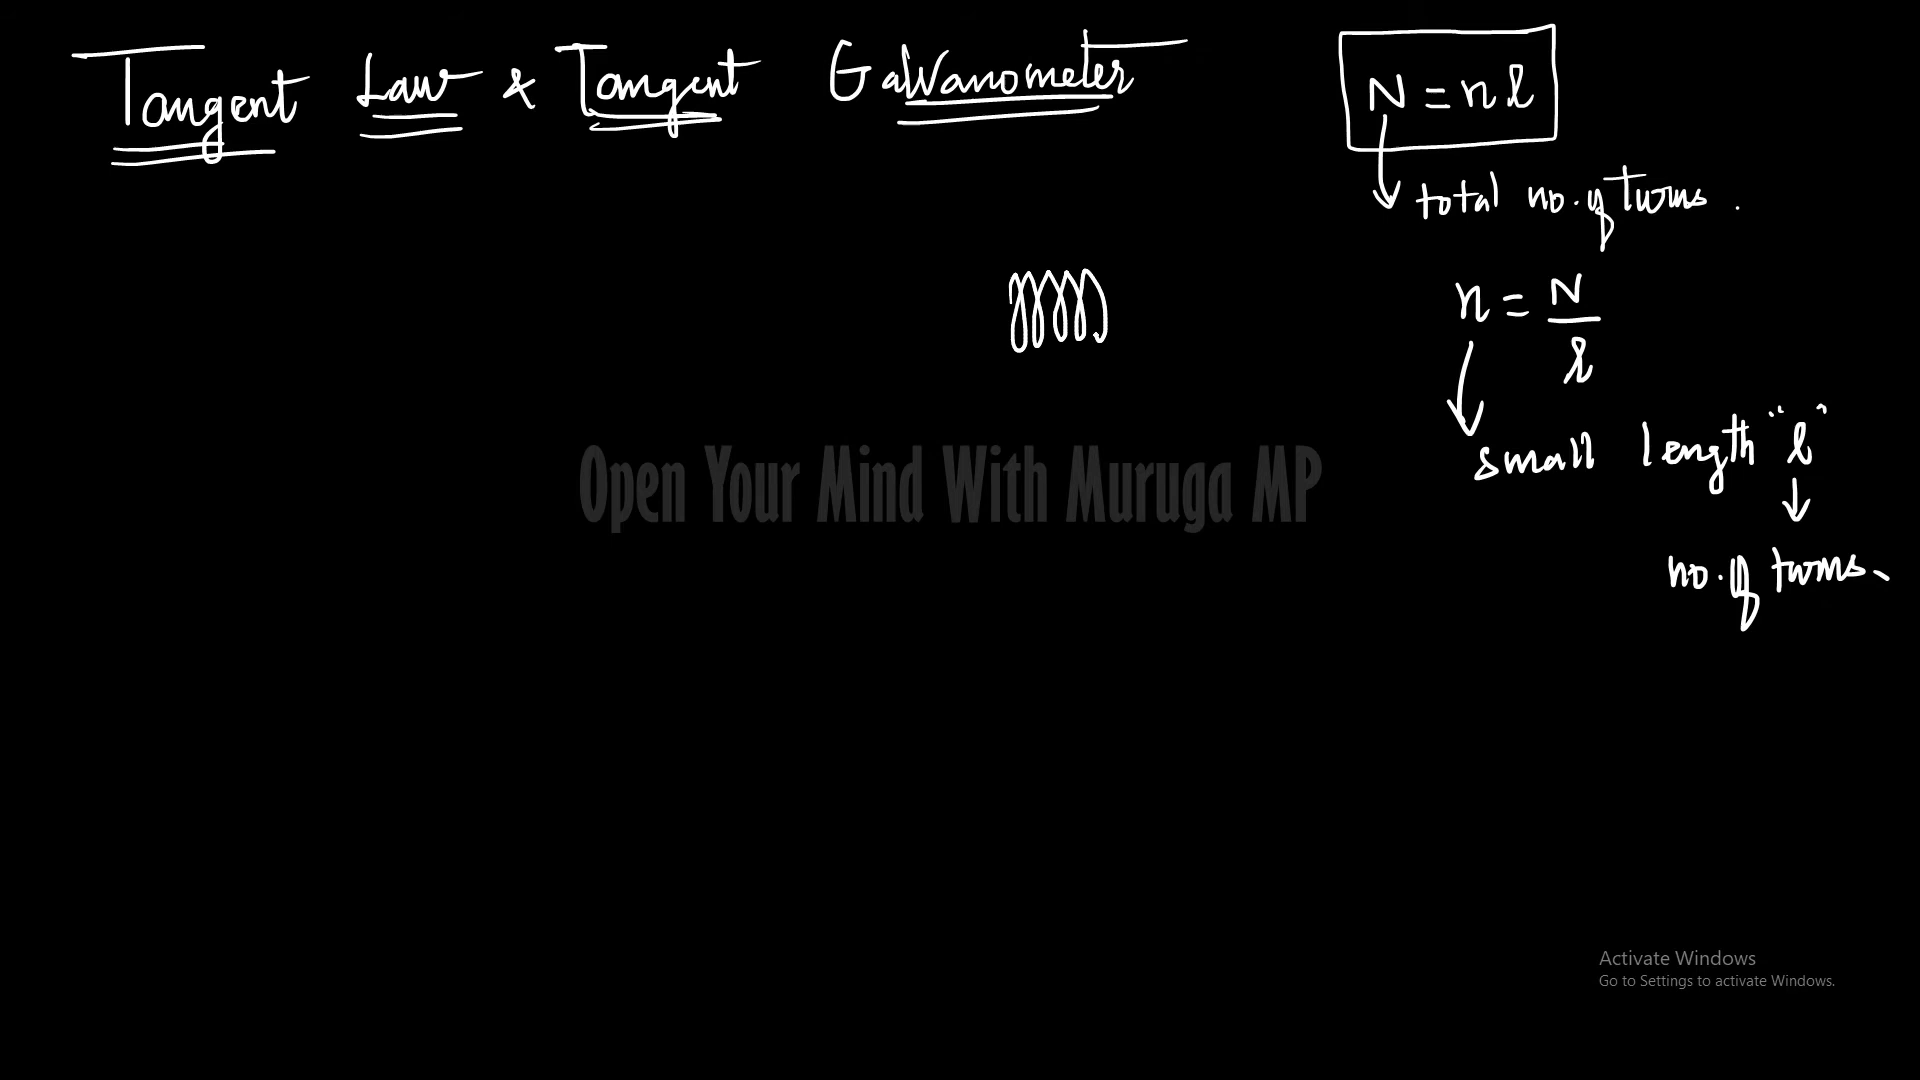 Tangent Law & Tangent Galvanometer
N = nl
total no. of turns.
n = N/l
small length "l"
no. of turns.
Open Your Mind With Muruga MP
Activate Windows
Go to Settings to activate Windows.